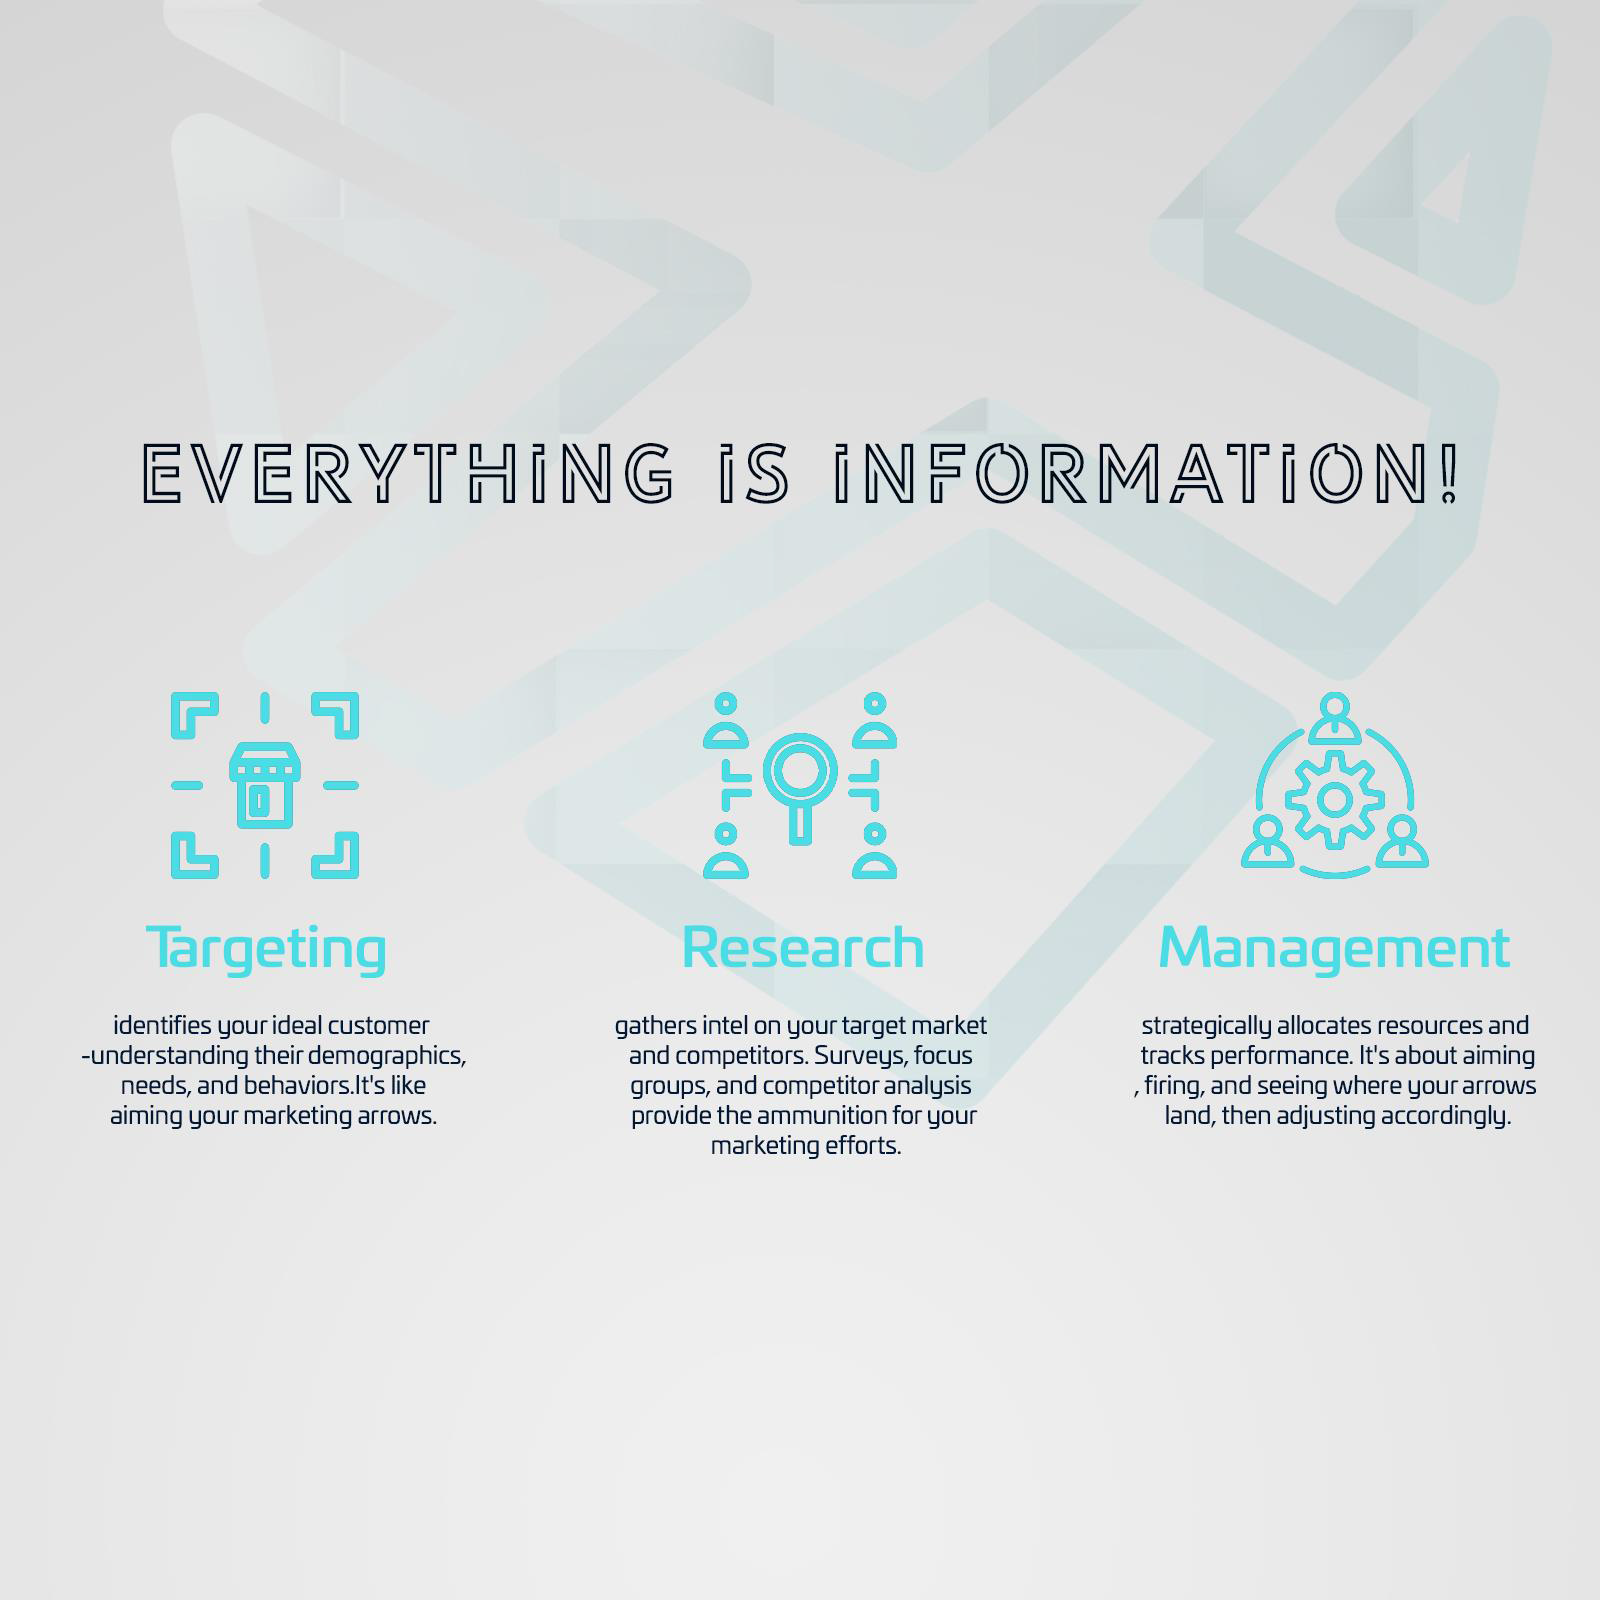 EVERYTHING IS INFORMATION!
Targeting
identifies your ideal customer
-understanding their demographics,
needs, and behaviors.It's like
aiming your marketing arrows.
Research
gathers intel on your target market
and competitors. Surveys, focus
groups, and competitor analysis
provide the ammunition for your
marketing efforts.
Management
strategically allocates resources and
tracks performance. It's about aiming
, firing, and seeing where your arrows
land, then adjusting accordingly.